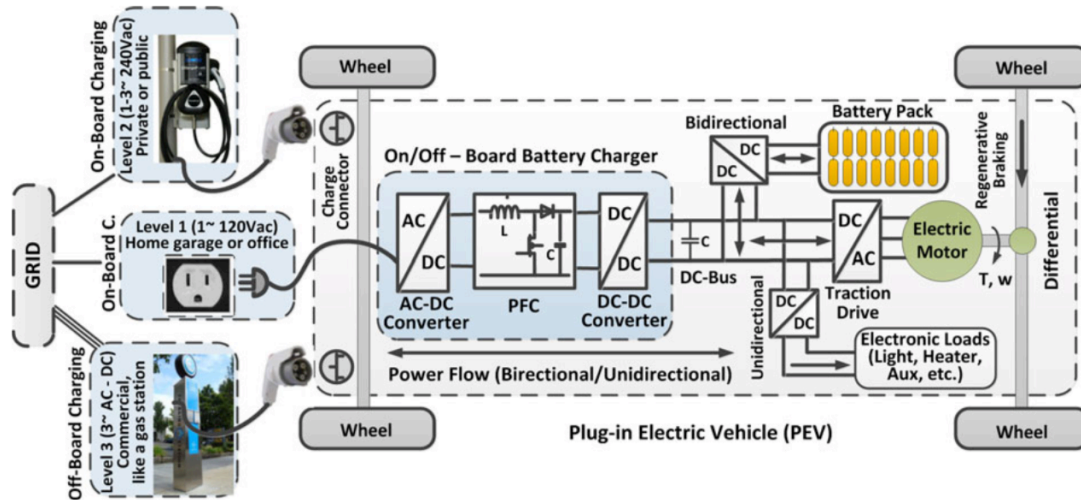 GRID
On-Board Charging
Level 2 (1-3~ 240Vac)
Private or public
On-Board C.
Level 1 (1~ 120Vac)
Home garage or office
Off-Board Charging
Level 3 (3~ AC - DC)
Commercial,
like a gas station
Wheel
Wheel
Charge
Connector
On/Off – Board Battery Charger
AC
DC
AC-DC
Converter
L
C
PFC
DC
DC
DC-DC
Converter
Power Flow (Birectional/Unidirectional)
C
DC-Bus
Bidirectional
DC
DC
Battery Pack
Unidirectional
DC
DC
DC
AC
Traction
Drive
Electric
Motor
Regenerative
Braking
T, w
Differential
Electronic Loads
(Light, Heater,
Aux, etc.)
Wheel
Wheel
Plug-in Electric Vehicle (PEV)